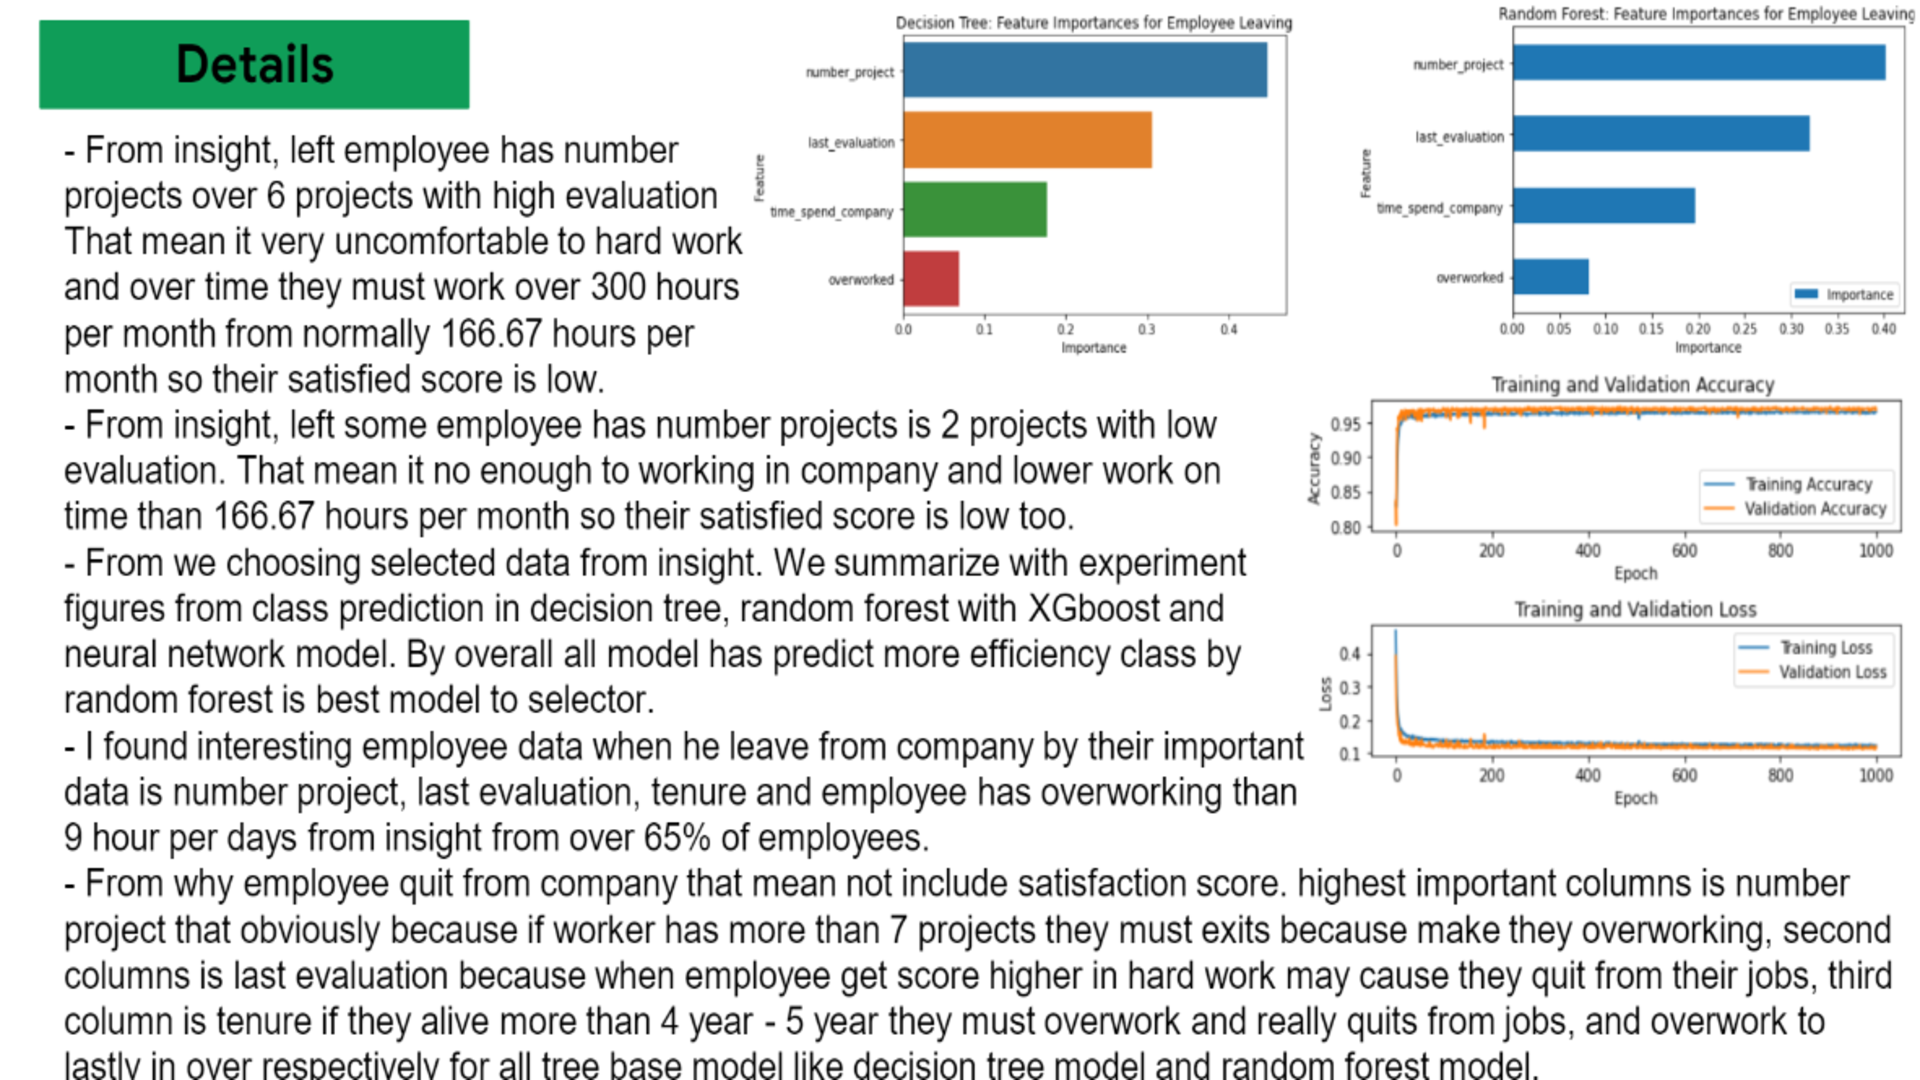 Details
- From insight, left employee has number
projects over 6 projects with high evaluation
That mean it very uncomfortable to hard work
and over time they must work over 300 hours
per month from normally 166.67 hours per
month so their satisfied score is low.
- From insight, left some employee has number projects is 2 projects with low
evaluation. That mean it no enough to working in company and lower work on
time than 166.67 hours per month so their satisfied score is low too.
- From we choosing selected data from insight. We summarize with experiment
figures from class prediction in decision tree, random forest with XGboost and
neural network model. By overall all model has predict more efficiency class by
random forest is best model to selector.
- I found interesting employee data when he leave from company by their important
data is number project, last evaluation, tenure and employee has overworking than
9 hour per days from insight from over 65% of employees.
- From why employee quit from company that mean not include satisfaction score. highest important columns is number
project that obviously because if worker has more than 7 projects they must exits because make they overworking, second
columns is last evaluation because when employee get score higher in hard work may cause they quit from their jobs, third
column is tenure if they alive more than 4 year - 5 year they must overwork and really quits from jobs, and overwork to
lastly in over respectively for all tree base model like decision tree model and random forest model.
Decision Tree: Feature Importances for Employee Leaving
Feature
number_project
last_evaluation
time_spend_company
overworked
0.0 0.1 0.2 0.3 0.4
Importance
Random Forest: Feature Importances for Employee Leaving
Feature
number_project
last_evaluation
time_spend_company
overworked
Importance
0.00 0.05 0.10 0.15 0.20 0.25 0.30 0.35 0.40
Importance
Training and Validation Accuracy
Accuracy
0.95
0.90
0.85
0.80
Training Accuracy
Validation Accuracy
0 200 400 600 800 1000
Epoch
Training and Validation Loss
Loss
0.4
0.3
0.2
0.1
Training Loss
Validation Loss
0 200 400 600 800 1000
Epoch